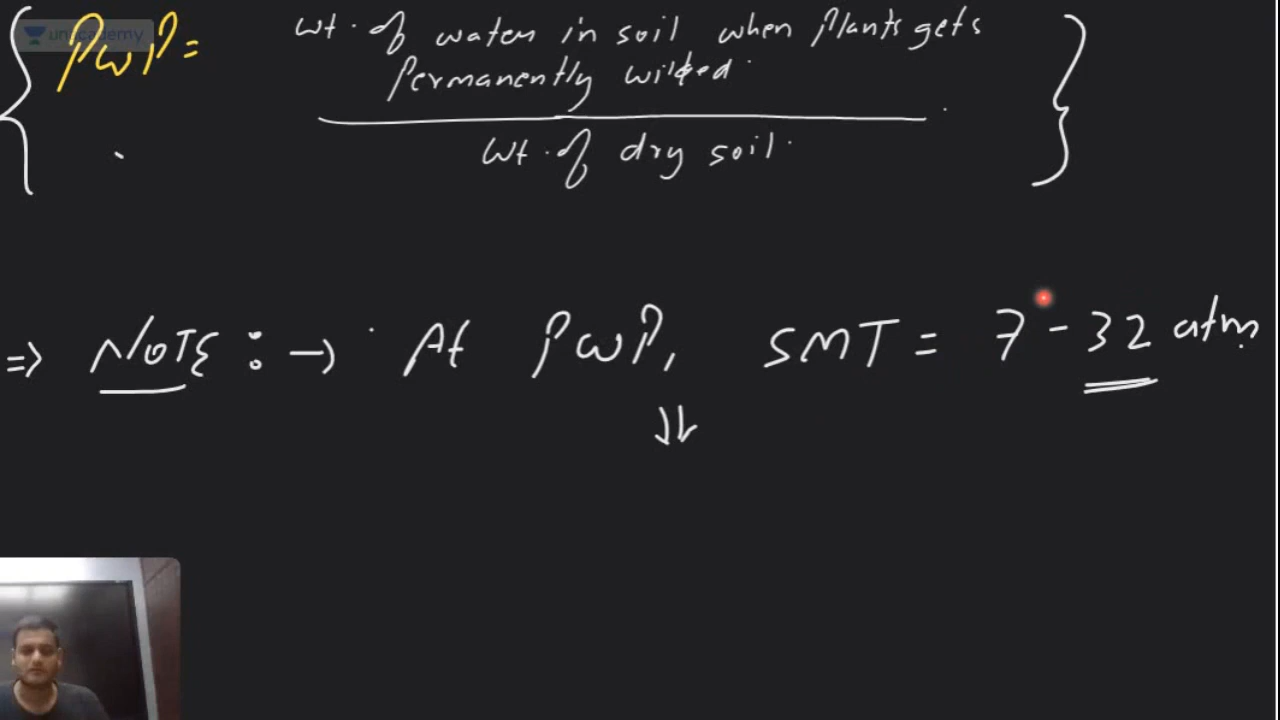 unacademy
PWP =
wt. of water in soil when plants gets
permanently wilted.
wt. of dry soil.
=> NOTE : → At PWP, SMT = 7 - 32 atm.